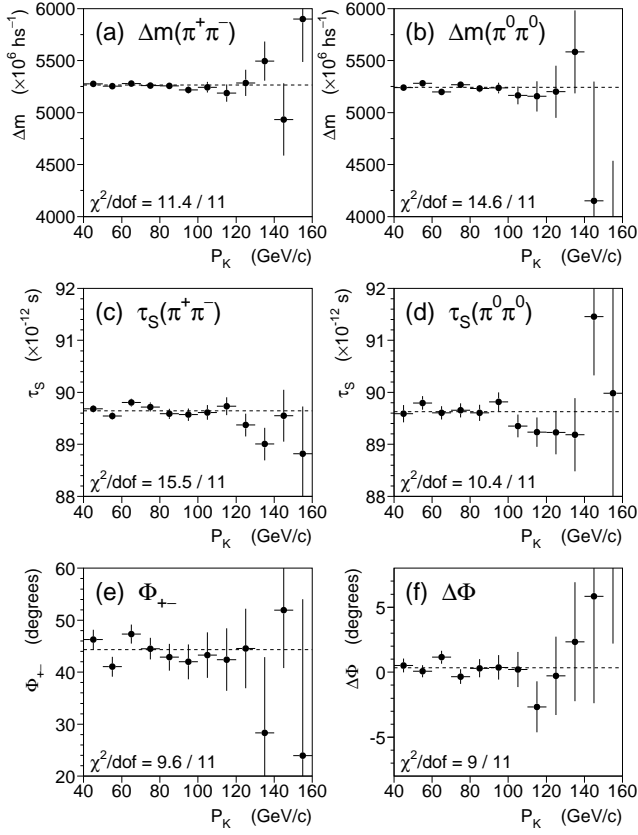 (a) Δm(π⁺π⁻)
Δm (×10⁶ hs⁻¹)
6000
5500
5000
4500
4000
χ²/dof = 11.4 / 11
40 60 80 100 120 140 160
P_K (GeV/c)
(b) Δm(π⁰π⁰)
Δm (×10⁶ hs⁻¹)
6000
5500
5000
4500
4000
χ²/dof = 14.6 / 11
40 60 80 100 120 140 160
P_K (GeV/c)
(c) τ_S(π⁺π⁻)
τ_S (×10⁻¹² s)
92
91
90
89
88
χ²/dof = 15.5 / 11
40 60 80 100 120 140 160
P_K (GeV/c)
(d) τ_S(π⁰π⁰)
τ_S (×10⁻¹² s)
92
91
90
89
88
χ²/dof = 10.4 / 11
40 60 80 100 120 140 160
P_K (GeV/c)
(e) Φ₊₋
Φ₊₋ (degrees)
60
50
40
30
20
χ²/dof = 9.6 / 11
40 60 80 100 120 140 160
P_K (GeV/c)
(f) ΔΦ
ΔΦ (degrees)
5
0
-5
χ²/dof = 9 / 11
40 60 80 100 120 140 160
P_K (GeV/c)